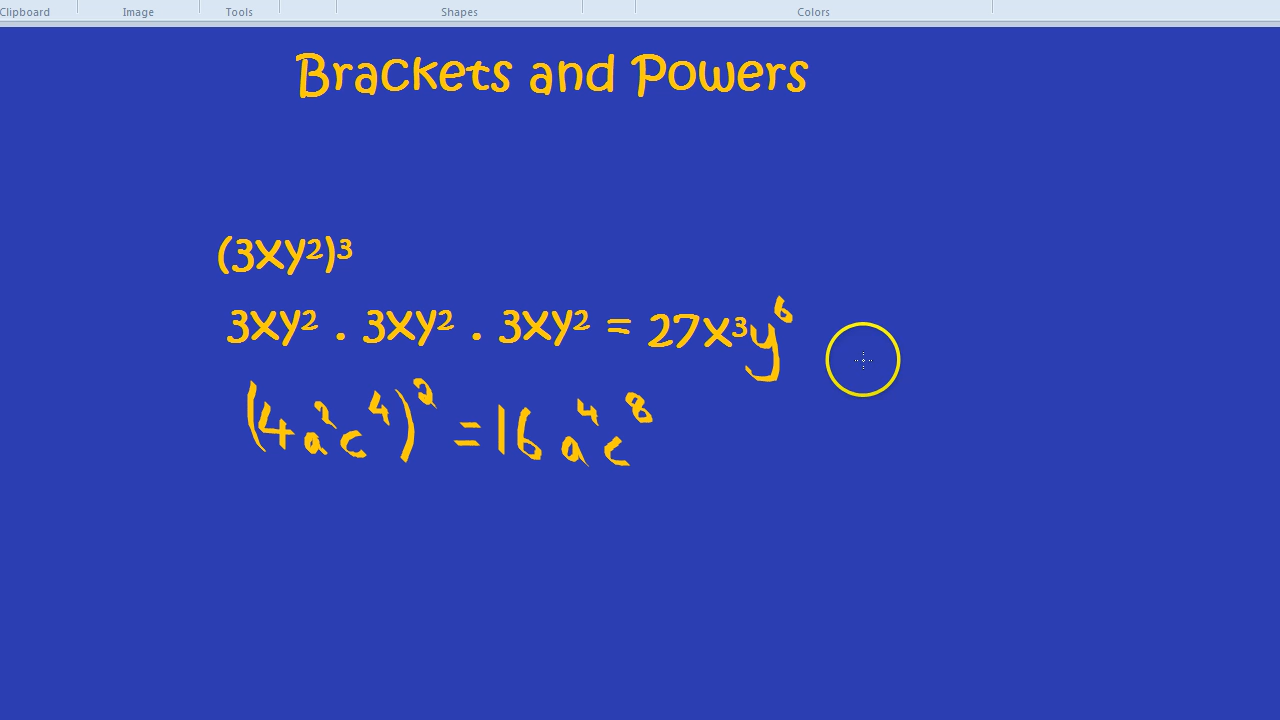 Clipboard Image Tools Shapes Colors
Brackets and Powers
(3xy²)³
3xy² . 3xy² . 3xy² = 27x³y⁶
(4a²c⁴)² = 16a⁴c⁸